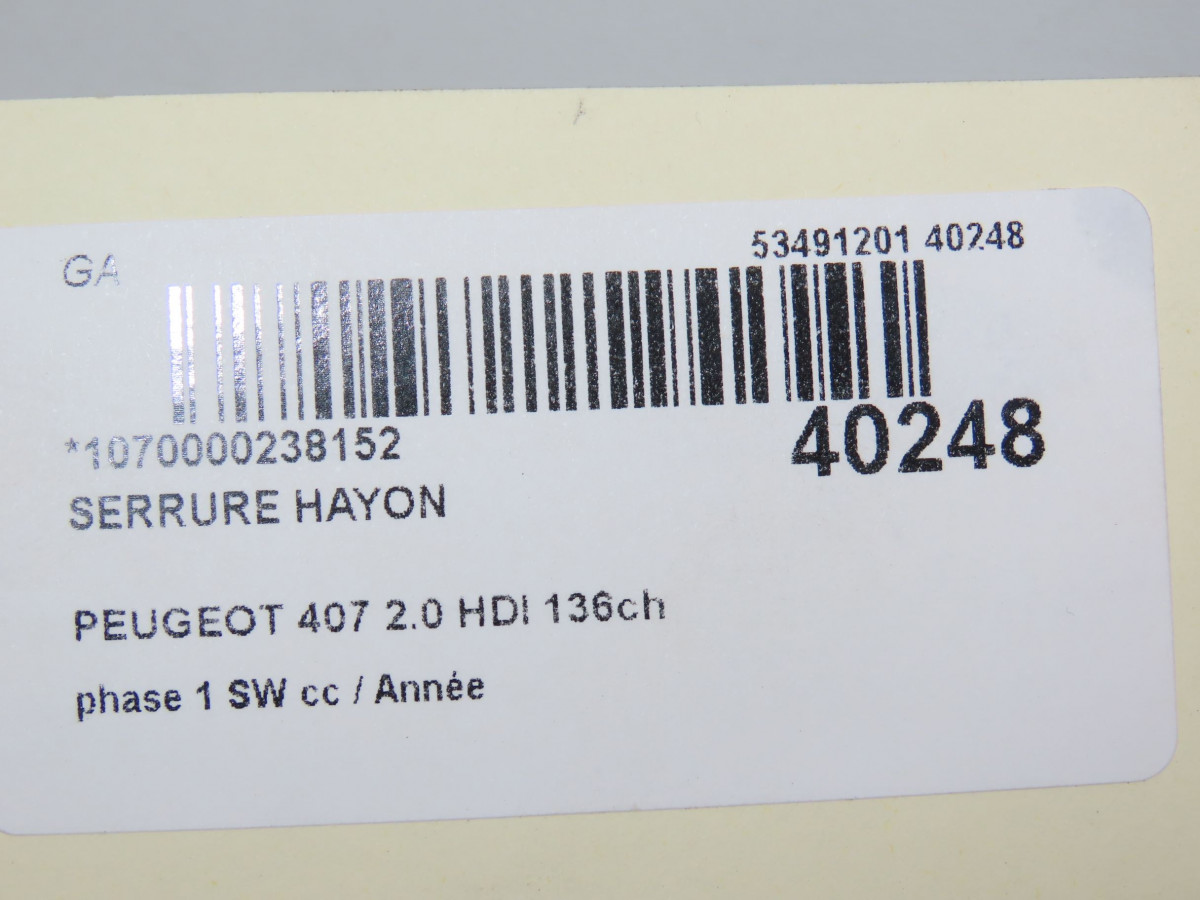 GA
53491201 40248
*1070000238152
40248
SERRURE HAYON
PEUGEOT 407 2.0 HDI 136ch
phase 1 SW cc / Année